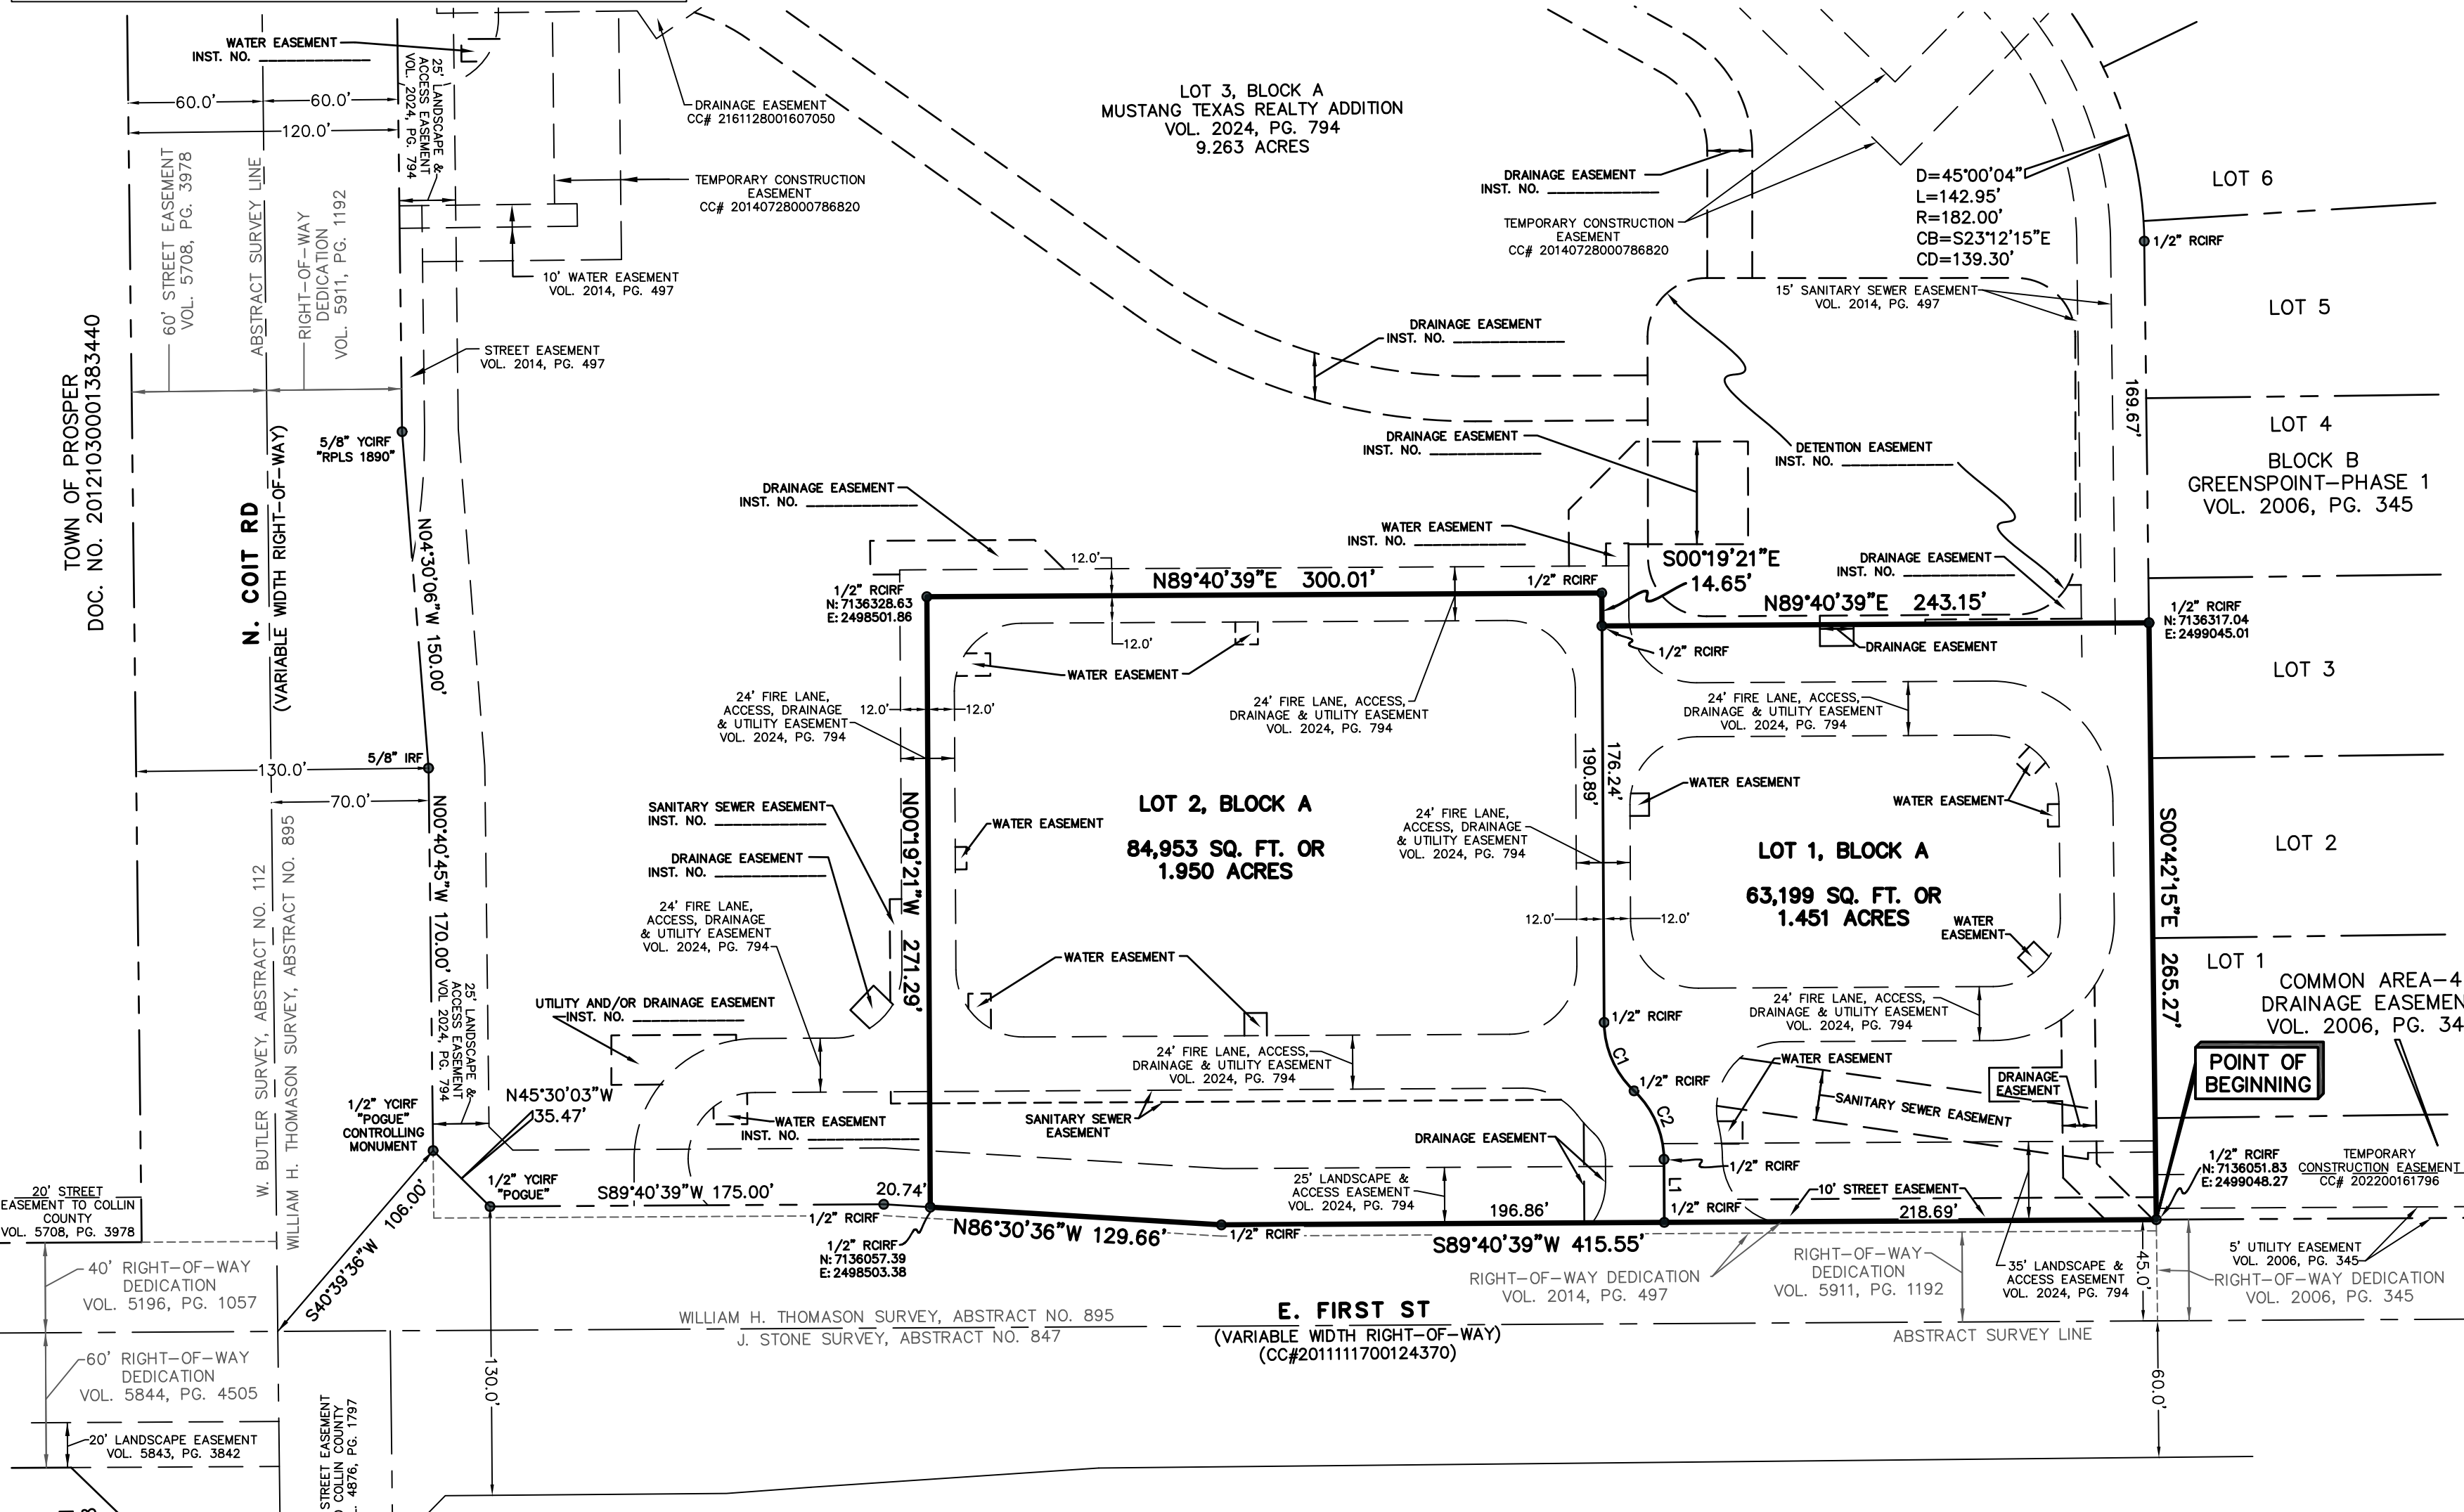 WATER EASEMENT
INST. NO. ____________
60.0'
60.0'
120.0'
25' LANDSCAPE &
ACCESS EASEMENT
VOL. 2024, PG. 794
DRAINAGE EASEMENT
CC# 2161128001607050
TEMPORARY CONSTRUCTION
EASEMENT
CC# 20140728000786820
10' WATER EASEMENT
VOL. 2014, PG. 497
STREET EASEMENT
VOL. 2014, PG. 497
60' STREET EASEMENT
VOL. 5708, PG. 3978
ABSTRACT SURVEY LINE
RIGHT-OF-WAY
DEDICATION
VOL. 5911, PG. 1192
TOWN OF PROSPER
DOC. NO. 20121030001383440
N. COIT RD
(VARIABLE WIDTH RIGHT-OF-WAY)
5/8" YCIRF
"RPLS 1890"
N04°30'06"W 150.00'
5/8" IRF
130.0'
70.0'
N00°40'45"W 170.00'
25' LANDSCAPE &
ACCESS EASEMENT
VOL 2024, PG. 794
W. BUTLER SURVEY, ABSTRACT NO. 112
WILLIAM H. THOMASON SURVEY, ABSTRACT NO. 895
LOT 3, BLOCK A
MUSTANG TEXAS REALTY ADDITION
VOL. 2024, PG. 794
9.263 ACRES
DRAINAGE EASEMENT
INST. NO. ____________
TEMPORARY CONSTRUCTION
EASEMENT
CC# 20140728000786820
D=45°00'04"
L=142.95'
R=182.00'
CB=S23°12'15"E
CD=139.30'
1/2" RCIRF
15' SANITARY SEWER EASEMENT
VOL. 2014, PG. 497
DRAINAGE EASEMENT
INST. NO. ____________
DRAINAGE EASEMENT
INST. NO. ____________
DETENTION EASEMENT
INST. NO. ____________
169.67'
LOT 6
LOT 5
LOT 4
BLOCK B
GREENSPOINT-PHASE 1
VOL. 2006, PG. 345
LOT 3
LOT 2
LOT 1
DRAINAGE EASEMENT
INST. NO. ____________
WATER EASEMENT
INST. NO. ____________
DRAINAGE EASEMENT
INST. NO. ____________
12.0'
12.0'
1/2" RCIRF
N: 7136328.63
E: 2498501.86
N89°40'39"E 300.01'
1/2" RCIRF
S00°19'21"E
14.65'
N89°40'39"E 243.15'
1/2" RCIRF
N: 7136317.04
E: 2499045.01
1/2" RCIRF
DRAINAGE EASEMENT
WATER EASEMENT
24' FIRE LANE,
ACCESS, DRAINAGE
& UTILITY EASEMENT
VOL. 2024, PG. 794
12.0'
12.0'
24' FIRE LANE, ACCESS,
DRAINAGE & UTILITY EASEMENT
VOL. 2024, PG. 794
24' FIRE LANE, ACCESS,
DRAINAGE & UTILITY EASEMENT
VOL. 2024, PG. 794
190.89'
176.24'
SANITARY SEWER EASEMENT
INST. NO. ____________
DRAINAGE EASEMENT
INST. NO. ____________
N00°19'21"W 271.29'
WATER EASEMENT
LOT 2, BLOCK A
84,953 SQ. FT. OR
1.950 ACRES
24' FIRE LANE,
ACCESS, DRAINAGE
& UTILITY EASEMENT
VOL. 2024, PG. 794
WATER EASEMENT
WATER EASEMENT
LOT 1, BLOCK A
63,199 SQ. FT. OR
1.451 ACRES
12.0'
12.0'
WATER
EASEMENT
S00°42'15"E 265.27'
24' FIRE LANE,
ACCESS, DRAINAGE
& UTILITY EASEMENT
VOL. 2024, PG. 794
WATER EASEMENT
UTILITY AND/OR DRAINAGE EASEMENT
INST. NO. ____________
24' FIRE LANE, ACCESS,
DRAINAGE & UTILITY EASEMENT
VOL. 2024, PG. 794
24' FIRE LANE, ACCESS,
DRAINAGE & UTILITY EASEMENT
VOL. 2024, PG. 794
1/2" RCIRF
C1
1/2" RCIRF
C2
1/2" RCIRF
L1
1/2" RCIRF
WATER EASEMENT
SANITARY SEWER EASEMENT
DRAINAGE
EASEMENT
COMMON AREA-4
DRAINAGE EASEMEN
VOL. 2006, PG. 34
POINT OF
BEGINNING
1/2" YCIRF
"POGUE"
CONTROLLING
MONUMENT
N45°30'03"W
35.47'
1/2" YCIRF
"POGUE"
WATER EASEMENT
INST. NO. ____________
SANITARY SEWER
EASEMENT
DRAINAGE EASEMENT
25' LANDSCAPE &
ACCESS EASEMENT
VOL. 2024, PG. 794
10' STREET EASEMENT
1/2" RCIRF
N: 7136051.83
E: 2499048.27
TEMPORARY
CONSTRUCTION EASEMENT
CC# 202200161796
20' STREET
EASEMENT TO COLLIN
COUNTY
VOL. 5708, PG. 3978
S40°39'36"W 106.00'
S89°40'39"W 175.00'
20.74'
1/2" RCIRF
1/2" RCIRF
N: 7136057.39
E: 2498503.38
N86°30'36"W 129.66'
1/2" RCIRF
196.86'
218.69'
S89°40'39"W 415.55'
RIGHT-OF-WAY DEDICATION
VOL. 2014, PG. 497
RIGHT-OF-WAY
DEDICATION
VOL. 5911, PG. 1192
35' LANDSCAPE &
ACCESS EASEMENT
VOL. 2024, PG. 794
45.0'
5' UTILITY EASEMENT
VOL. 2006, PG. 345
RIGHT-OF-WAY DEDICATION
VOL. 2006, PG. 345
40' RIGHT-OF-WAY
DEDICATION
VOL. 5196, PG. 1057
WILLIAM H. THOMASON SURVEY, ABSTRACT NO. 895
J. STONE SURVEY, ABSTRACT NO. 847
E. FIRST ST
(VARIABLE WIDTH RIGHT-OF-WAY)
(CC#2011111700124370)
ABSTRACT SURVEY LINE
60' RIGHT-OF-WAY
DEDICATION
VOL. 5844, PG. 4505
130.0'
60.0'
20' LANDSCAPE EASEMENT
VOL. 5843, PG. 3842
STREET EASEMENT
COLLIN COUNTY
. 4876, PG. 1797